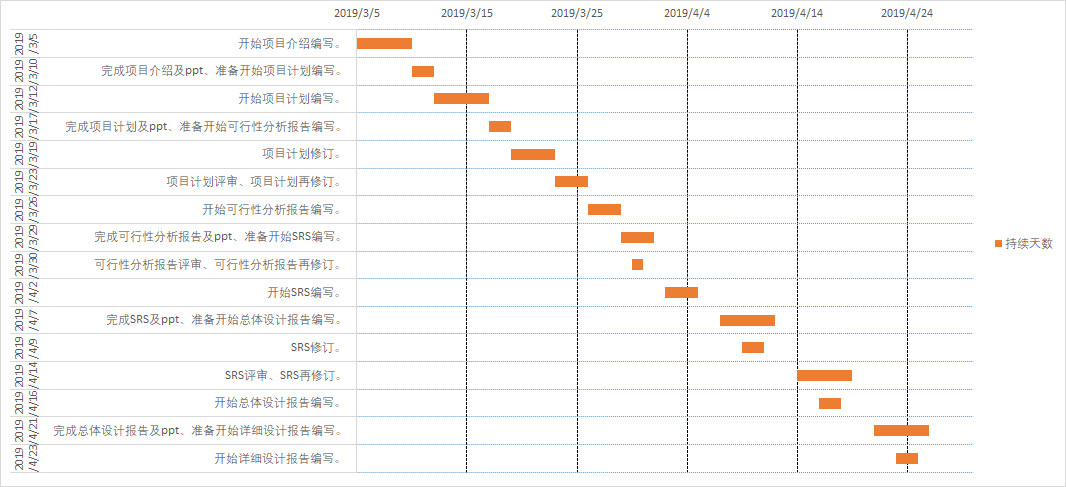 2019/3/5 2019/3/15 2019/3/25 2019/4/4 2019/4/14 2019/4/24
2019/3/5 开始项目介绍编写。
2019/3/10 完成项目介绍及ppt、准备开始项目计划编写。
2019/3/12 开始项目计划编写。
2019/3/17 完成项目计划及ppt、准备开始可行性分析报告编写。
2019/3/19 项目计划修订。
2019/3/23 项目计划评审、项目计划再修订。
2019/3/26 开始可行性分析报告编写。
2019/3/29 完成可行性分析报告及ppt、准备开始SRS编写。
2019/3/30 可行性分析报告评审、可行性分析报告再修订。
2019/4/2 开始SRS编写。
2019/4/7 完成SRS及ppt、准备开始总体设计报告编写。
2019/4/9 SRS修订。
2019/4/14 SRS评审、SRS再修订。
2019/4/16 开始总体设计报告编写。
2019/4/21 完成总体设计报告及ppt、准备开始详细设计报告编写。
2019/4/23 开始详细设计报告编写。
持续天数